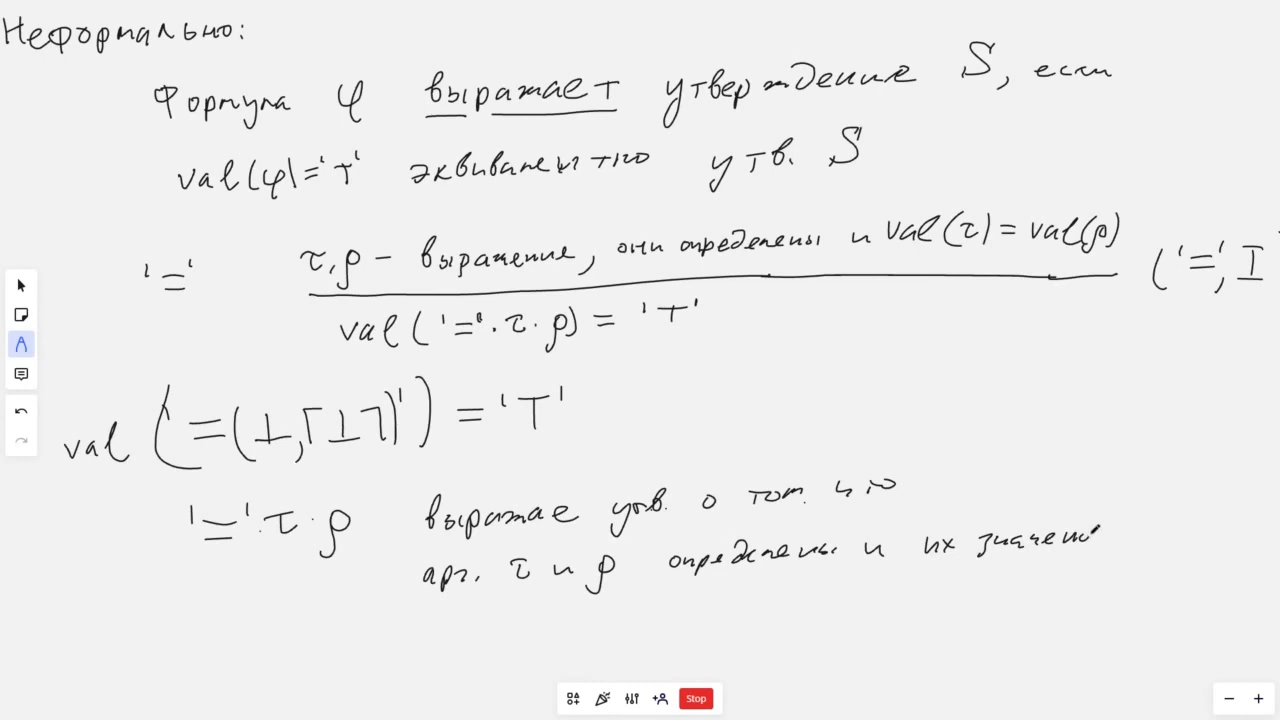 Неформально:
Формула φ выражает утверждение S, если
val(φ)='T' эквивалентно утв. S
'=' τ, ρ – выражение, они определены и val(τ) = val(ρ) ('=', I
val('='·τ·ρ) = 'T'
val ('=(⊥,⌈⊥⌉)') = 'T'
'='·τ·ρ выражае утв. о том что
арг. τ и ρ определены и их значени
Stop